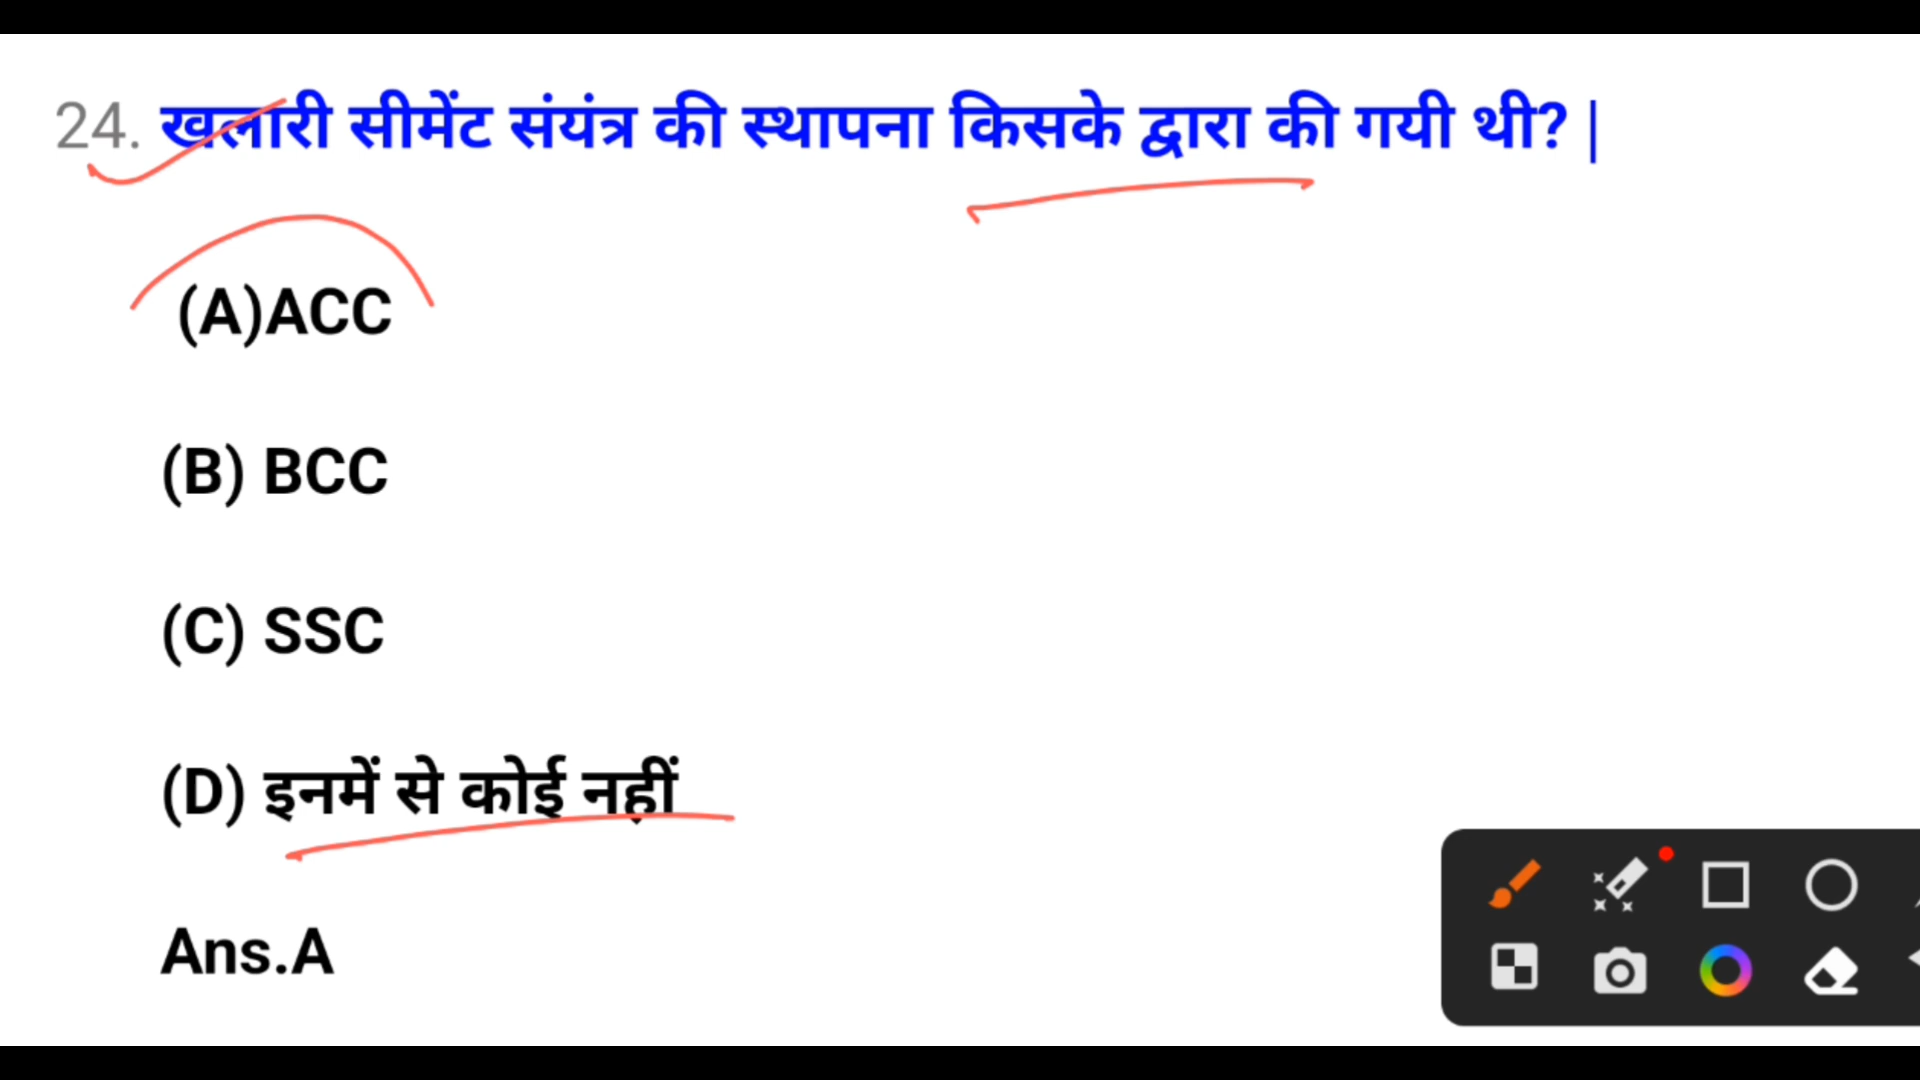 24. खलारी सीमेंट संयंत्र की स्थापना किसके द्वारा की गयी थी? |
(A)ACC
(B) BCC
(C) SSC
(D) इनमें से कोई नहीं
Ans.A